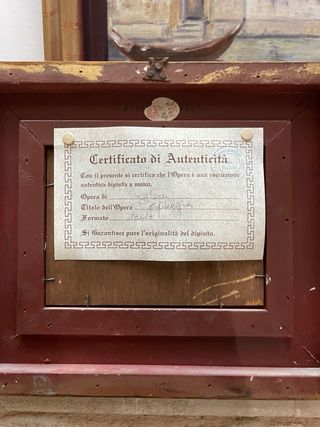 Certificato di Autenticità
Con il presente si certifica che l'Opera è una esecuzione
autentica dipinta a mano.
Opera di
Titolo dell'Opera
Formato
Si Garantisce pure l'originalità del dipinto.